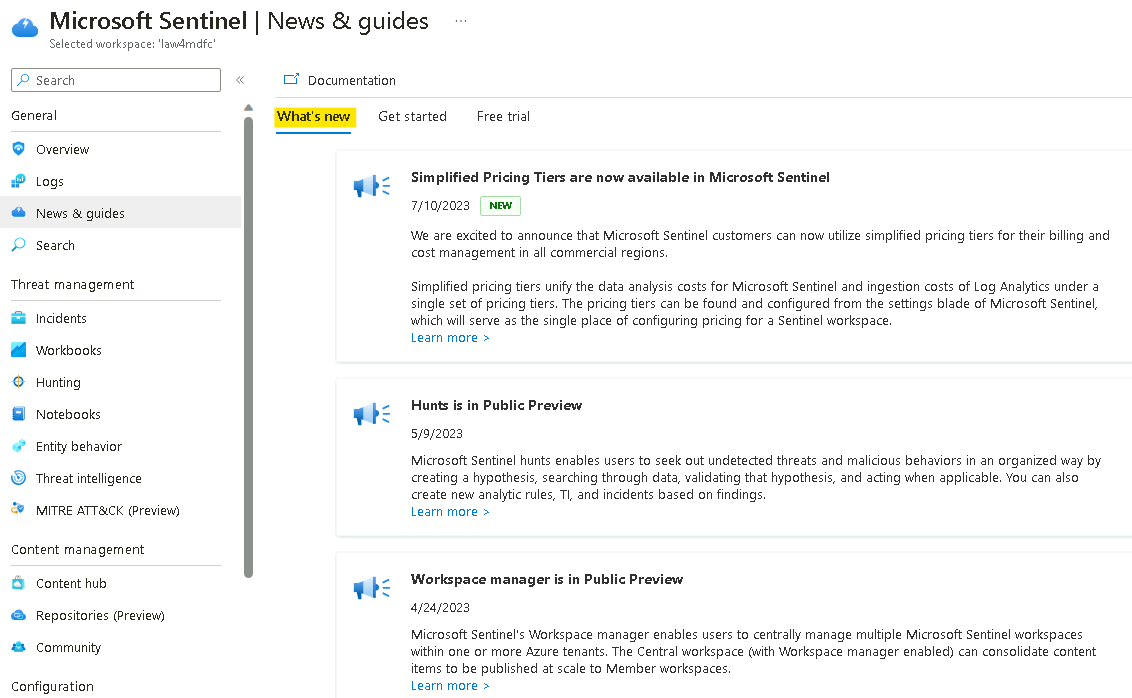 Microsoft Sentinel | News & guides ...
Selected workspace: 'law4mdfc'
Search
«
General
Overview
Logs
News & guides
Search
Threat management
Incidents
Workbooks
Hunting
Notebooks
Entity behavior
Threat intelligence
MITRE ATT&CK (Preview)
Content management
Content hub
Repositories (Preview)
Community
Configuration
Documentation
What's new Get started Free trial
Simplified Pricing Tiers are now available in Microsoft Sentinel
7/10/2023 NEW
We are excited to announce that Microsoft Sentinel customers can now utilize simplified pricing tiers for their billing and
cost management in all commercial regions.
Simplified pricing tiers unify the data analysis costs for Microsoft Sentinel and ingestion costs of Log Analytics under a
single set of pricing tiers. The pricing tiers can be found and configured from the settings blade of Microsoft Sentinel,
which will serve as the single place of configuring pricing for a Sentinel workspace.
Learn more >
Hunts is in Public Preview
5/9/2023
Microsoft Sentinel hunts enables users to seek out undetected threats and malicious behaviors in an organized way by
creating a hypothesis, searching through data, validating that hypothesis, and acting when applicable. You can also
create new analytic rules, TI, and incidents based on findings.
Learn more >
Workspace manager is in Public Preview
4/24/2023
Microsoft Sentinel's Workspace manager enables users to centrally manage multiple Microsoft Sentinel workspaces
within one or more Azure tenants. The Central workspace (with Workspace manager enabled) can consolidate content
items to be published at scale to Member workspaces.
Learn more >